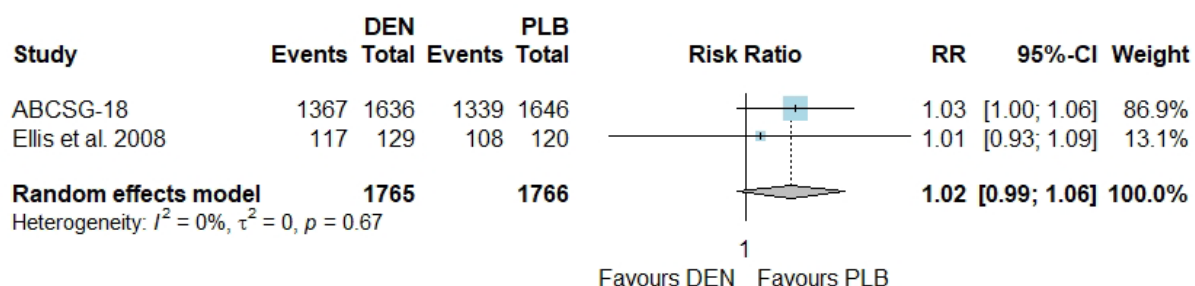 DEN PLB
Study Events Total Events Total Risk Ratio RR 95%-CI Weight
ABCSG-18 1367 1636 1339 1646 1.03 [1.00; 1.06] 86.9%
Ellis et al. 2008 117 129 108 120 1.01 [0.93; 1.09] 13.1%
Random effects model 1765 1766 1.02 [0.99; 1.06] 100.0%
Heterogeneity: I² = 0%, τ² = 0, p = 0.67
1
Favours DEN Favours PLB